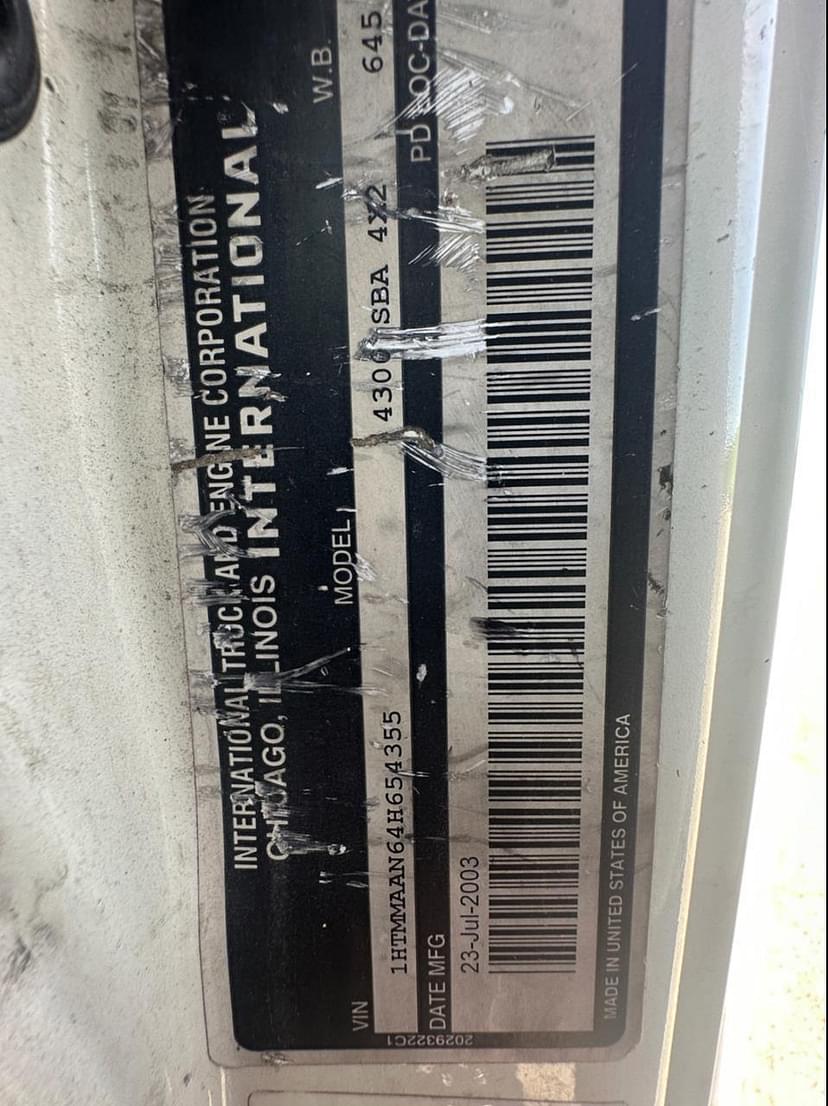 INTERNATIONAL TRUCK AND ENGINE CORPORATION
CHICAGO, ILLINOIS INTERNATIONAL
VIN MODEL W.B.
1HTMMAAN64H654355 4300 SBA 4X2 645
DATE MFG
23-Jul-2003
MADE IN UNITED STATES OF AMERICA
2029322C1